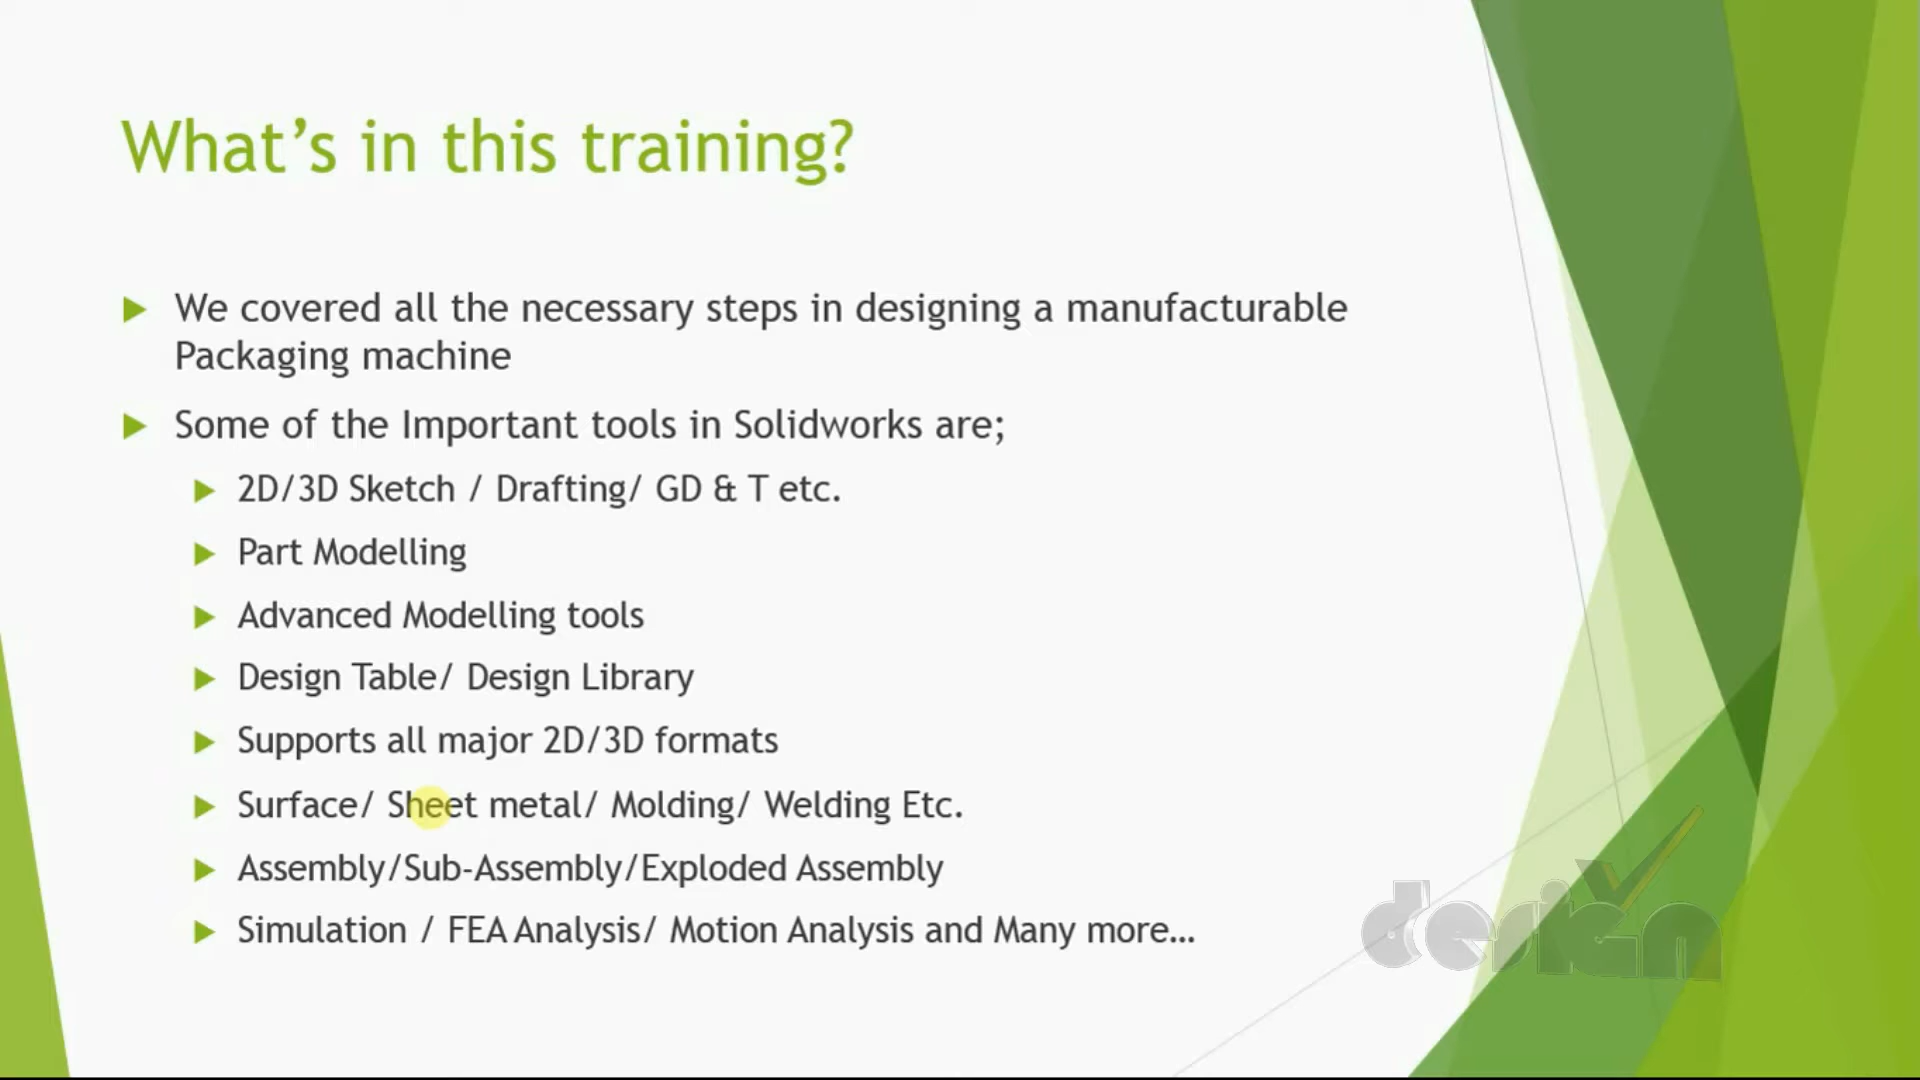 What’s in this training?
We covered all the necessary steps in designing a manufacturable
Packaging machine
Some of the Important tools in Solidworks are;
2D/3D Sketch / Drafting/ GD & T etc.
Part Modelling
Advanced Modelling tools
Design Table/ Design Library
Supports all major 2D/3D formats
Surface/ Sheet metal/ Molding/ Welding Etc.
Assembly/Sub-Assembly/Exploded Assembly
Simulation / FEA Analysis/ Motion Analysis and Many more…
design